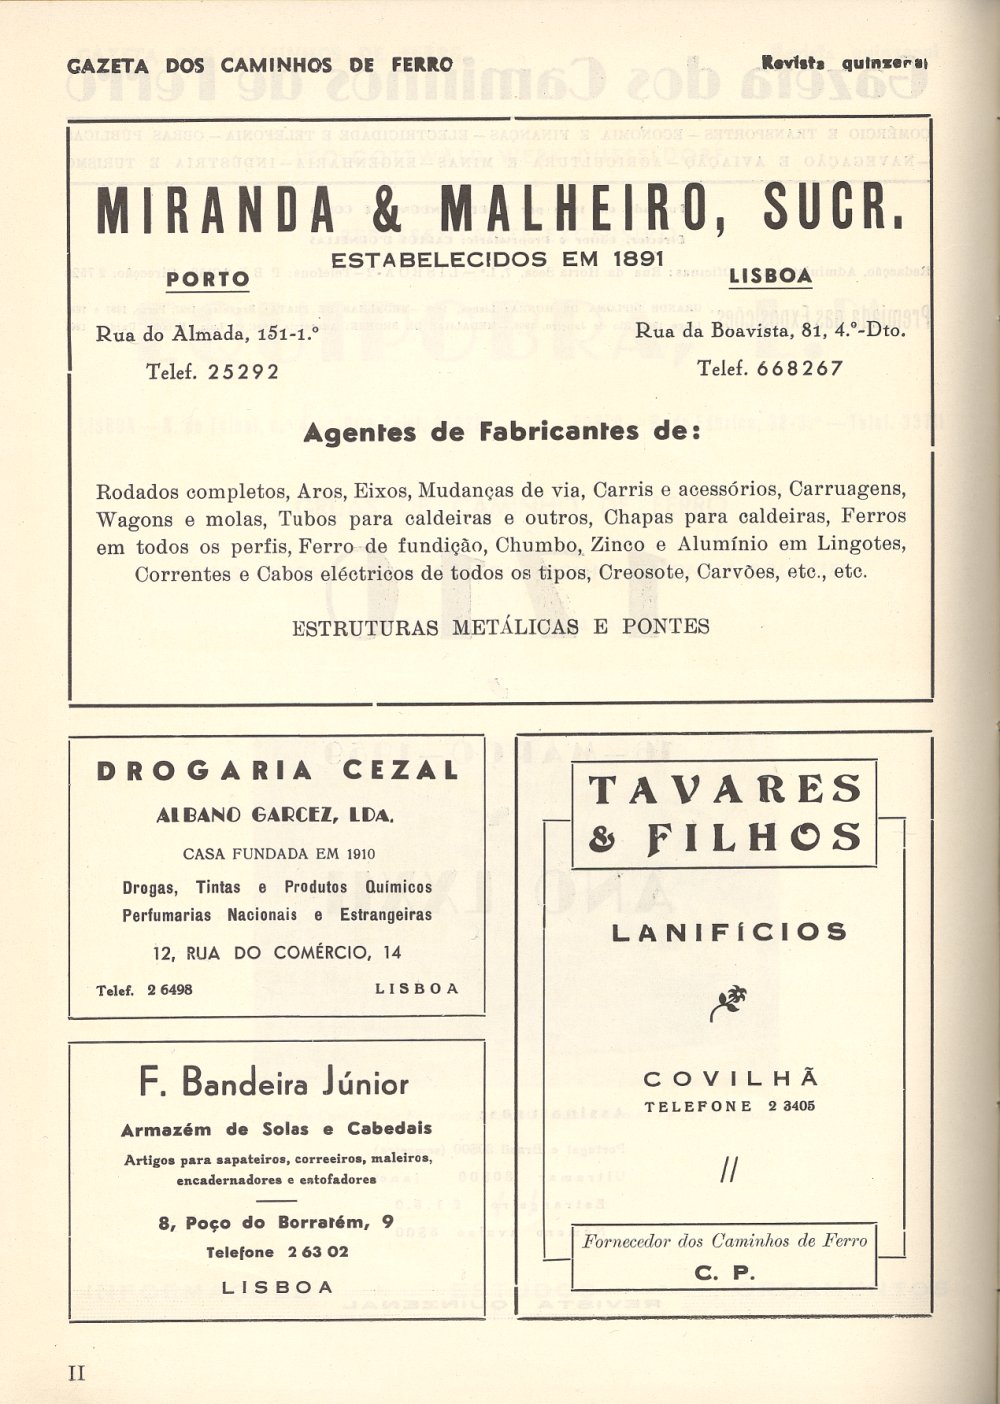 GAZETA DOS CAMINHOS DE FERRO
Revista quinzenal
MIRANDA & MALHEIRO, SUCR.
ESTABELECIDOS EM 1891
PORTO
Rua do Almada, 151-1.º
Telef. 25292
LISBOA
Rua da Boavista, 81, 4.º-Dto.
Telef. 668267
Agentes de Fabricantes de:
Rodados completos, Aros, Eixos, Mudanças de via, Carris e acessórios, Carruagens,
Wagons e molas, Tubos para caldeiras e outros, Chapas para caldeiras, Ferros
em todos os perfis, Ferro de fundição, Chumbo, Zinco e Alumínio em Lingotes,
Correntes e Cabos eléctricos de todos os tipos, Creosote, Carvões, etc., etc.
ESTRUTURAS METÁLICAS E PONTES
DROGARIA CEZAL
ALBANO GARCEZ, LDA.
CASA FUNDADA EM 1910
Drogas, Tintas e Produtos Químicos
Perfumarias Nacionais e Estrangeiras
12, RUA DO COMÉRCIO, 14
Telef. 2 6498 LISBOA
F. Bandeira Júnior
Armazém de Solas e Cabedais
Artigos para sapateiros, correeiros, maleiros,
encadernadores e estofadores
8, Poço do Borratém, 9
Telefone 2 63 02
LISBOA
TAVARES
& FILHOS
LANIFÍCIOS
COVILHÃ
TELEFONE 2 3405
//
Fornecedor dos Caminhos de Ferro
C. P.
II